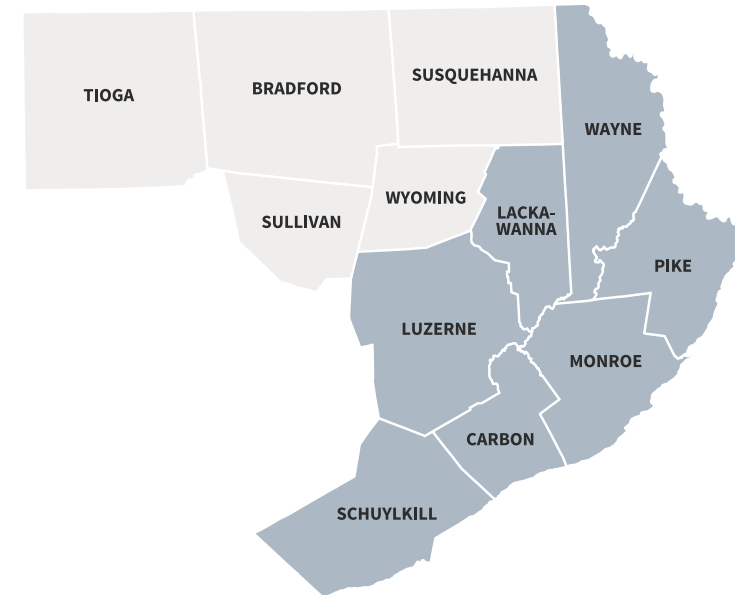 SUSQUEHANNA
BRADFORD
TIOGA
WAYNE
WYOMING
LACKA-
WANNA
SULLIVAN
PIKE
LUZERNE
MONROE
CARBON
SCHUYLKILL